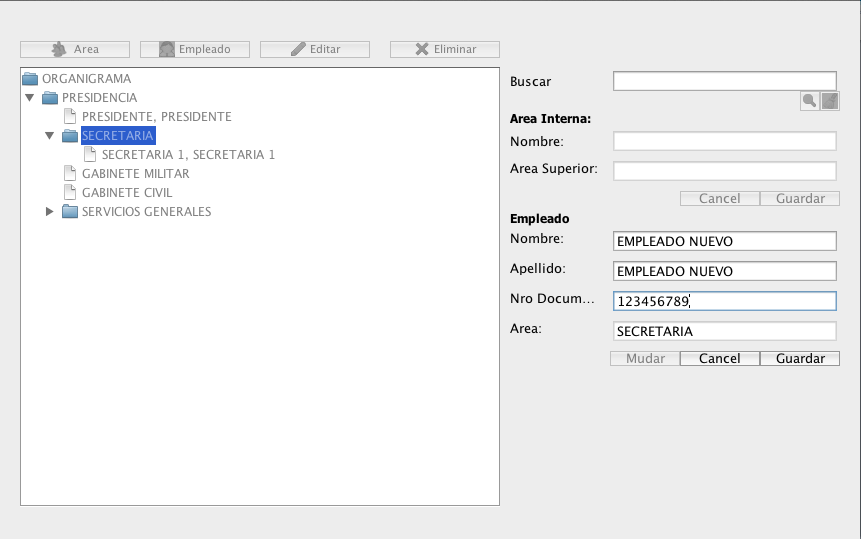 Area Empleado Editar Eliminar
ORGANIGRAMA
PRESIDENCIA
PRESIDENTE, PRESIDENTE
SECRETARIA
SECRETARIA 1, SECRETARIA 1
GABINETE MILITAR
GABINETE CIVIL
SERVICIOS GENERALES
Buscar
Area Interna:
Nombre:
Area Superior:
Cancel Guardar
Empleado
Nombre: EMPLEADO NUEVO
Apellido: EMPLEADO NUEVO
Nro Docum... 123456789
Area: SECRETARIA
Mudar Cancel Guardar